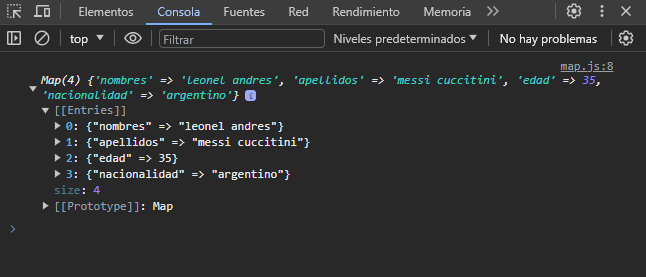 Elementos Consola Fuentes Red Rendimiento Memoria
top Filtrar Niveles predeterminados No hay problemas
map.js:8
Map(4) {'nombres' => 'leonel andres', 'apellidos' => 'messi cuccitini', 'edad' => 35,
'nacionalidad' => 'argentino'} i
[[Entries]]
0: {"nombres" => "leonel andres"}
1: {"apellidos" => "messi cuccitini"}
2: {"edad" => 35}
3: {"nacionalidad" => "argentino"}
size: 4
[[Prototype]]: Map